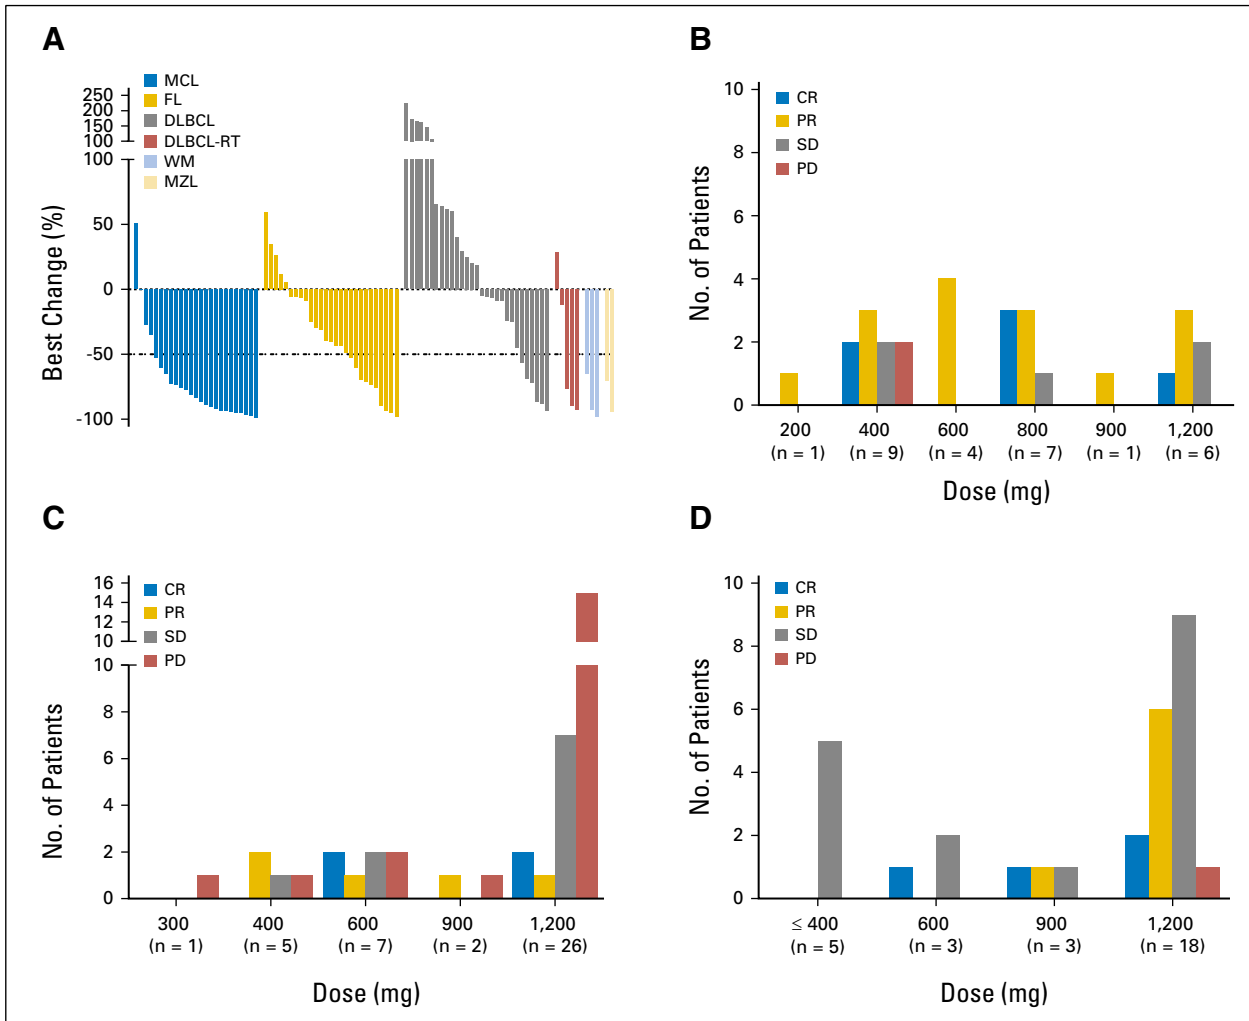 A
MCL
FL
DLBCL
DLBCL-RT
WM
MZL
250
200
150
100
100
50
0
-50
-100
Best Change (%)
B
CR
PR
SD
PD
10
8
6
4
2
0
No. of Patients
200 400 600 800 900 1,200
(n = 1) (n = 9) (n = 4) (n = 7) (n = 1) (n = 6)
Dose (mg)
C
CR
PR
SD
PD
16
14
12
10
10
8
6
4
2
0
No. of Patients
300 400 600 900 1,200
(n = 1) (n = 5) (n = 7) (n = 2) (n = 26)
Dose (mg)
D
CR
PR
SD
PD
10
8
6
4
2
0
No. of Patients
≤ 400 600 900 1,200
(n = 5) (n = 3) (n = 3) (n = 18)
Dose (mg)